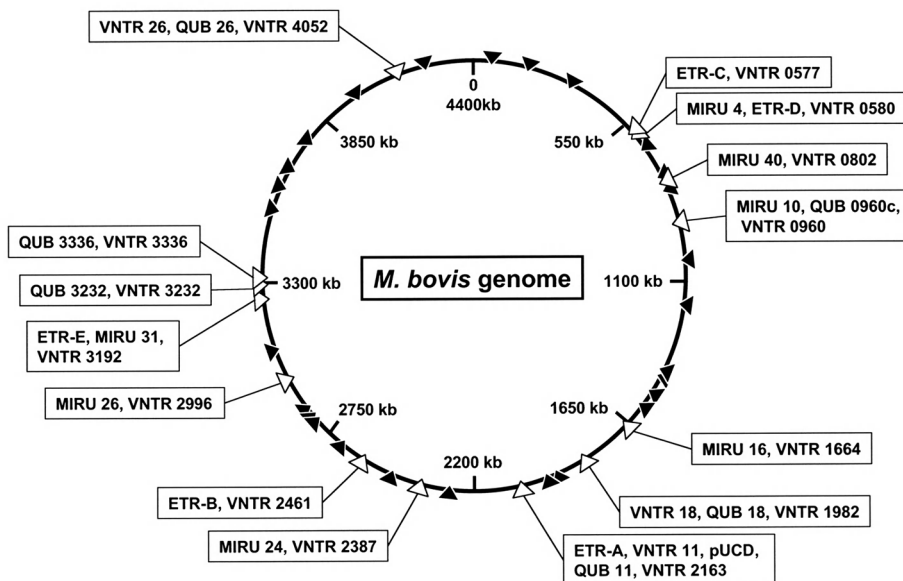 VNTR 26, QUB 26, VNTR 4052
0
4400kb
ETR-C, VNTR 0577
MIRU 4, ETR-D, VNTR 0580
3850 kb
550 kb
MIRU 40, VNTR 0802
MIRU 10, QUB 0960c,
VNTR 0960
QUB 3336, VNTR 3336
M. bovis genome
3300 kb
1100 kb
QUB 3232, VNTR 3232
ETR-E, MIRU 31,
VNTR 3192
MIRU 26, VNTR 2996
2750 kb
1650 kb
MIRU 16, VNTR 1664
2200 kb
ETR-B, VNTR 2461
VNTR 18, QUB 18, VNTR 1982
MIRU 24, VNTR 2387
ETR-A, VNTR 11, pUCD,
QUB 11, VNTR 2163